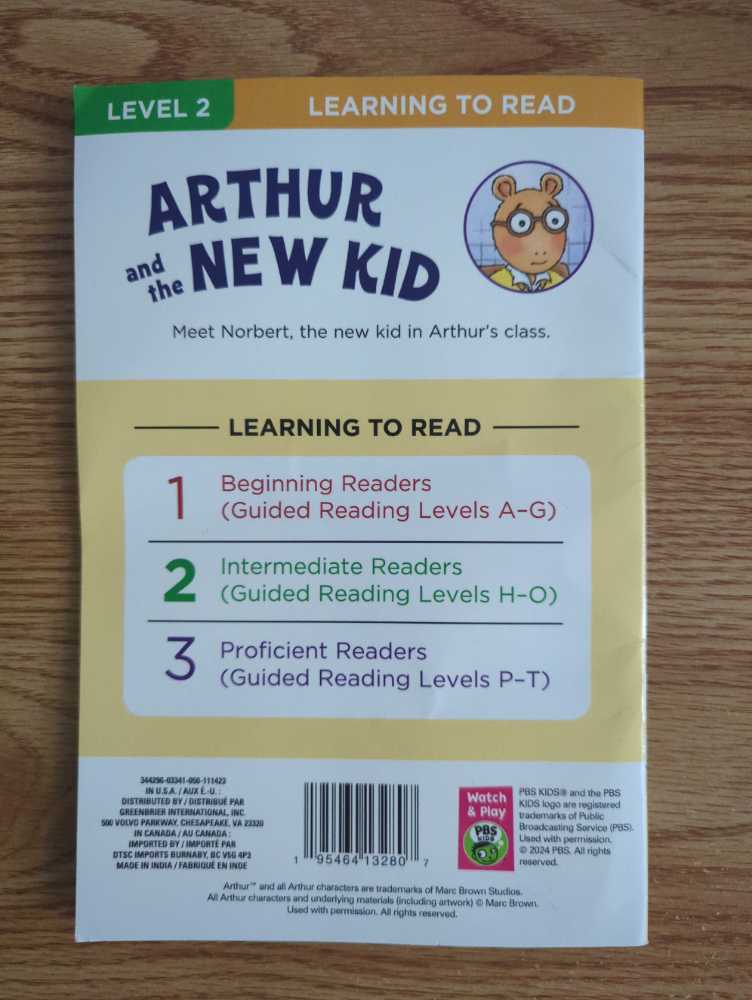 LEVEL 2
LEARNING TO READ
ARTHUR
and the NEW KID
Meet Norbert, the new kid in Arthur's class.
LEARNING TO READ
1 Beginning Readers
(Guided Reading Levels A–G)
2 Intermediate Readers
(Guided Reading Levels H–O)
3 Proficient Readers
(Guided Reading Levels P–T)
344296-03341-050-111423
IN U.S.A. / AUX É.-U. :
DISTRIBUTED BY / DISTRIBUÉ PAR
GREENBRIER INTERNATIONAL, INC.
500 VOLVO PARKWAY, CHESAPEAKE, VA 23320
IN CANADA / AU CANADA :
IMPORTED BY / IMPORTÉ PAR
DTSC IMPORTS BURNABY, BC V5G 4P3
MADE IN INDIA / FABRIQUÉ EN INDE
1 95464 13280 7
Watch
& Play
PBS
KIDS
PBS KIDS® and the PBS
KIDS logo are registered
trademarks of Public
Broadcasting Service (PBS).
Used with permission.
© 2024 PBS. All rights
reserved.
Arthur™ and all Arthur characters are trademarks of Marc Brown Studios.
All Arthur characters and underlying materials (including artwork) © Marc Brown.
Used with permission. All rights reserved.